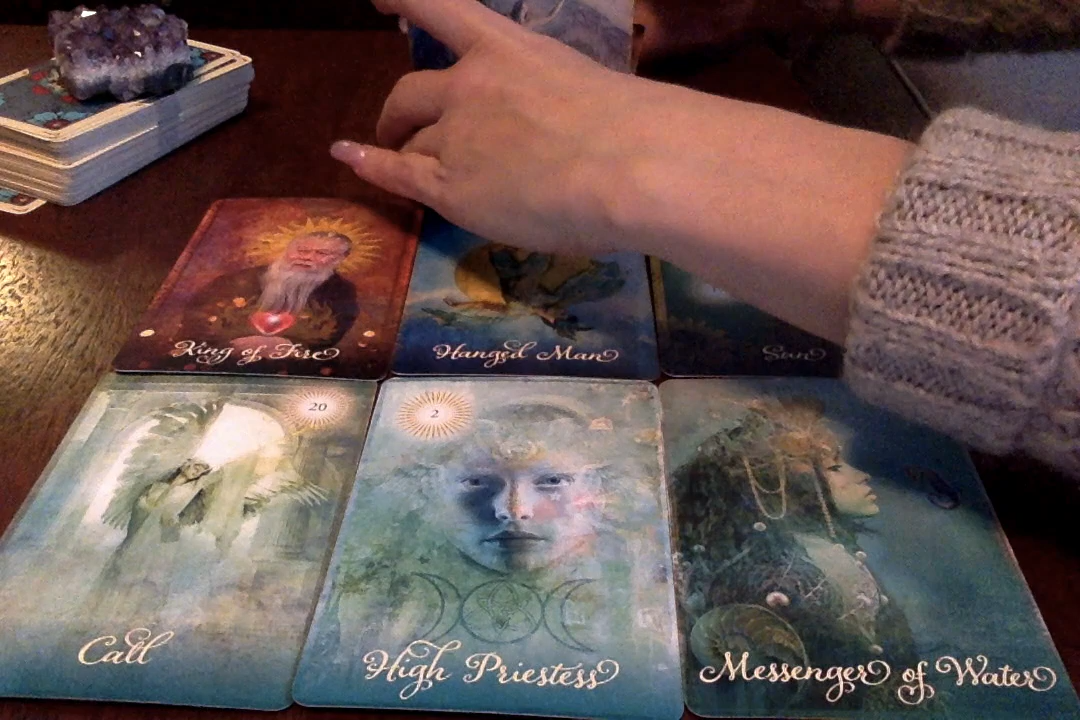 King of Fire
Hanged Man
Sun
20
2
Call
High Priestess
Messenger of Water